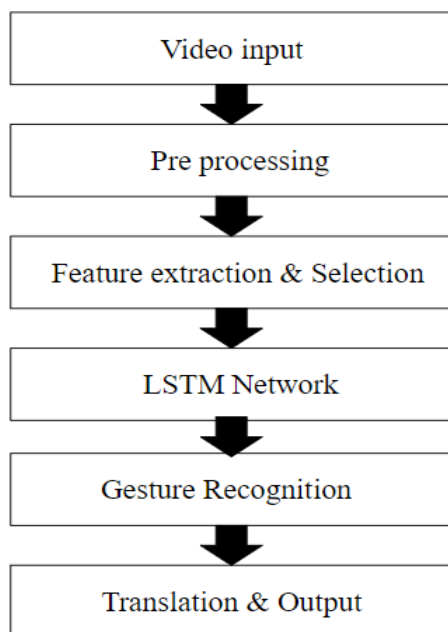 Video input
Pre processing
Feature extraction & Selection
LSTM Network
Gesture Recognition
Translation & Output